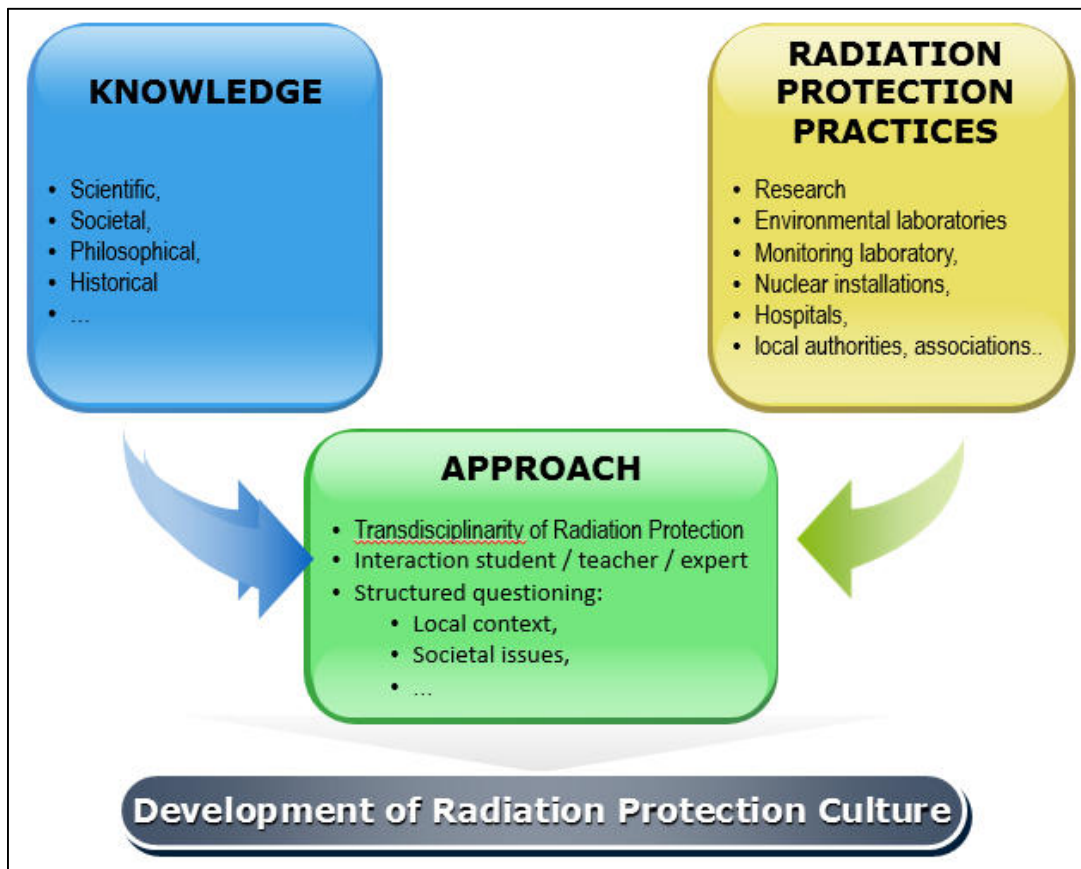 KNOWLEDGE
• Scientific,
• Societal,
• Philosophical,
• Historical
• ...
RADIATION
PROTECTION
PRACTICES
• Research
• Environmental laboratories
• Monitoring laboratory,
• Nuclear installations,
• Hospitals,
• local authorities, associations..
APPROACH
• Transdisciplinarity of Radiation Protection
• Interaction student / teacher / expert
• Structured questioning:
• Local context,
• Societal issues,
• ...
Development of Radiation Protection Culture